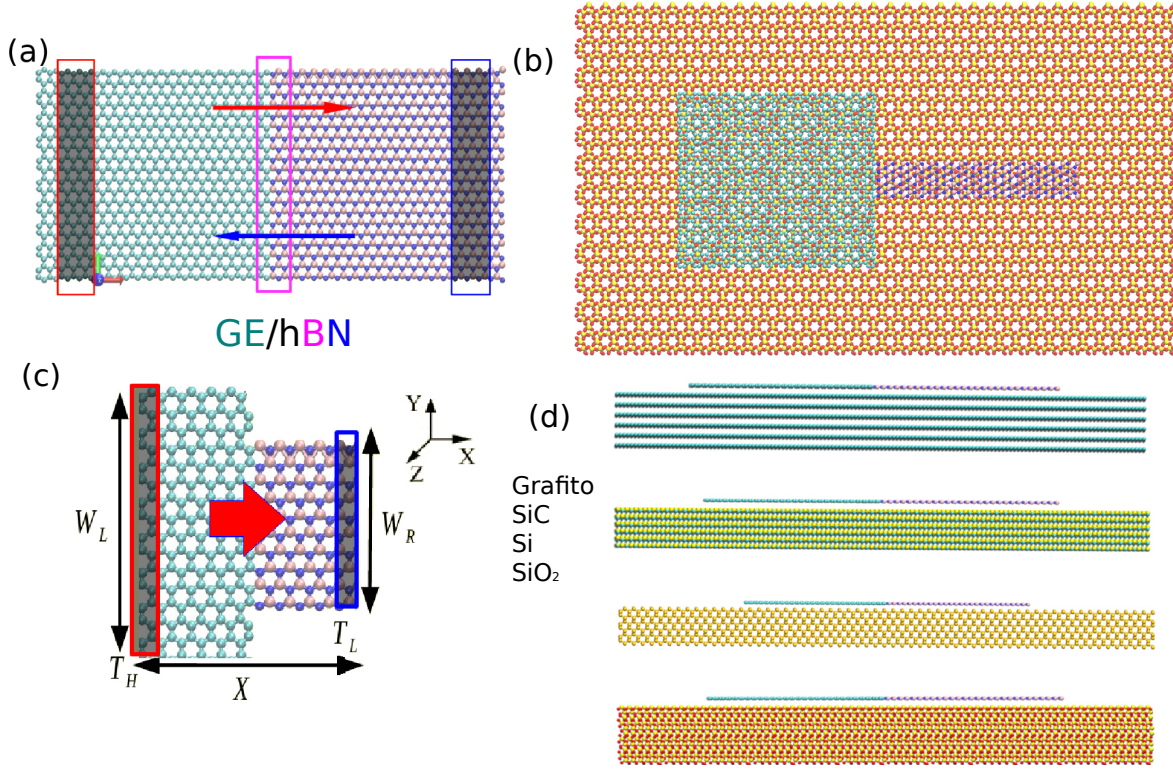 (a)
(b)
GE/hBN
(c)
(d)
Y
X
Z
W_L
W_R
T_H
T_L
X
Grafito
SiC
Si
SiO₂